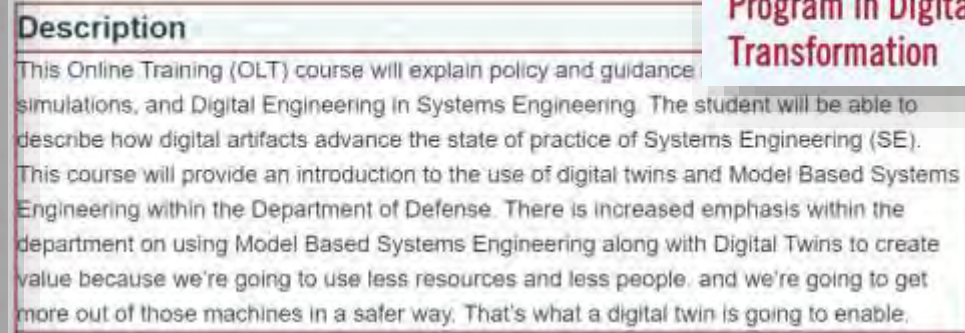 Program in Digita
Transformation
Description
This Online Training (OLT) course will explain policy and guidance
simulations, and Digital Engineering in Systems Engineering. The student will be able to
describe how digital artifacts advance the state of practice of Systems Engineering (SE).
This course will provide an introduction to the use of digital twins and Model Based Systems
Engineering within the Department of Defense. There is increased emphasis within the
department on using Model Based Systems Engineering along with Digital Twins to create
value because we're going to use less resources and less people. and we're going to get
more out of those machines in a safer way. That's what a digital twin is going to enable.